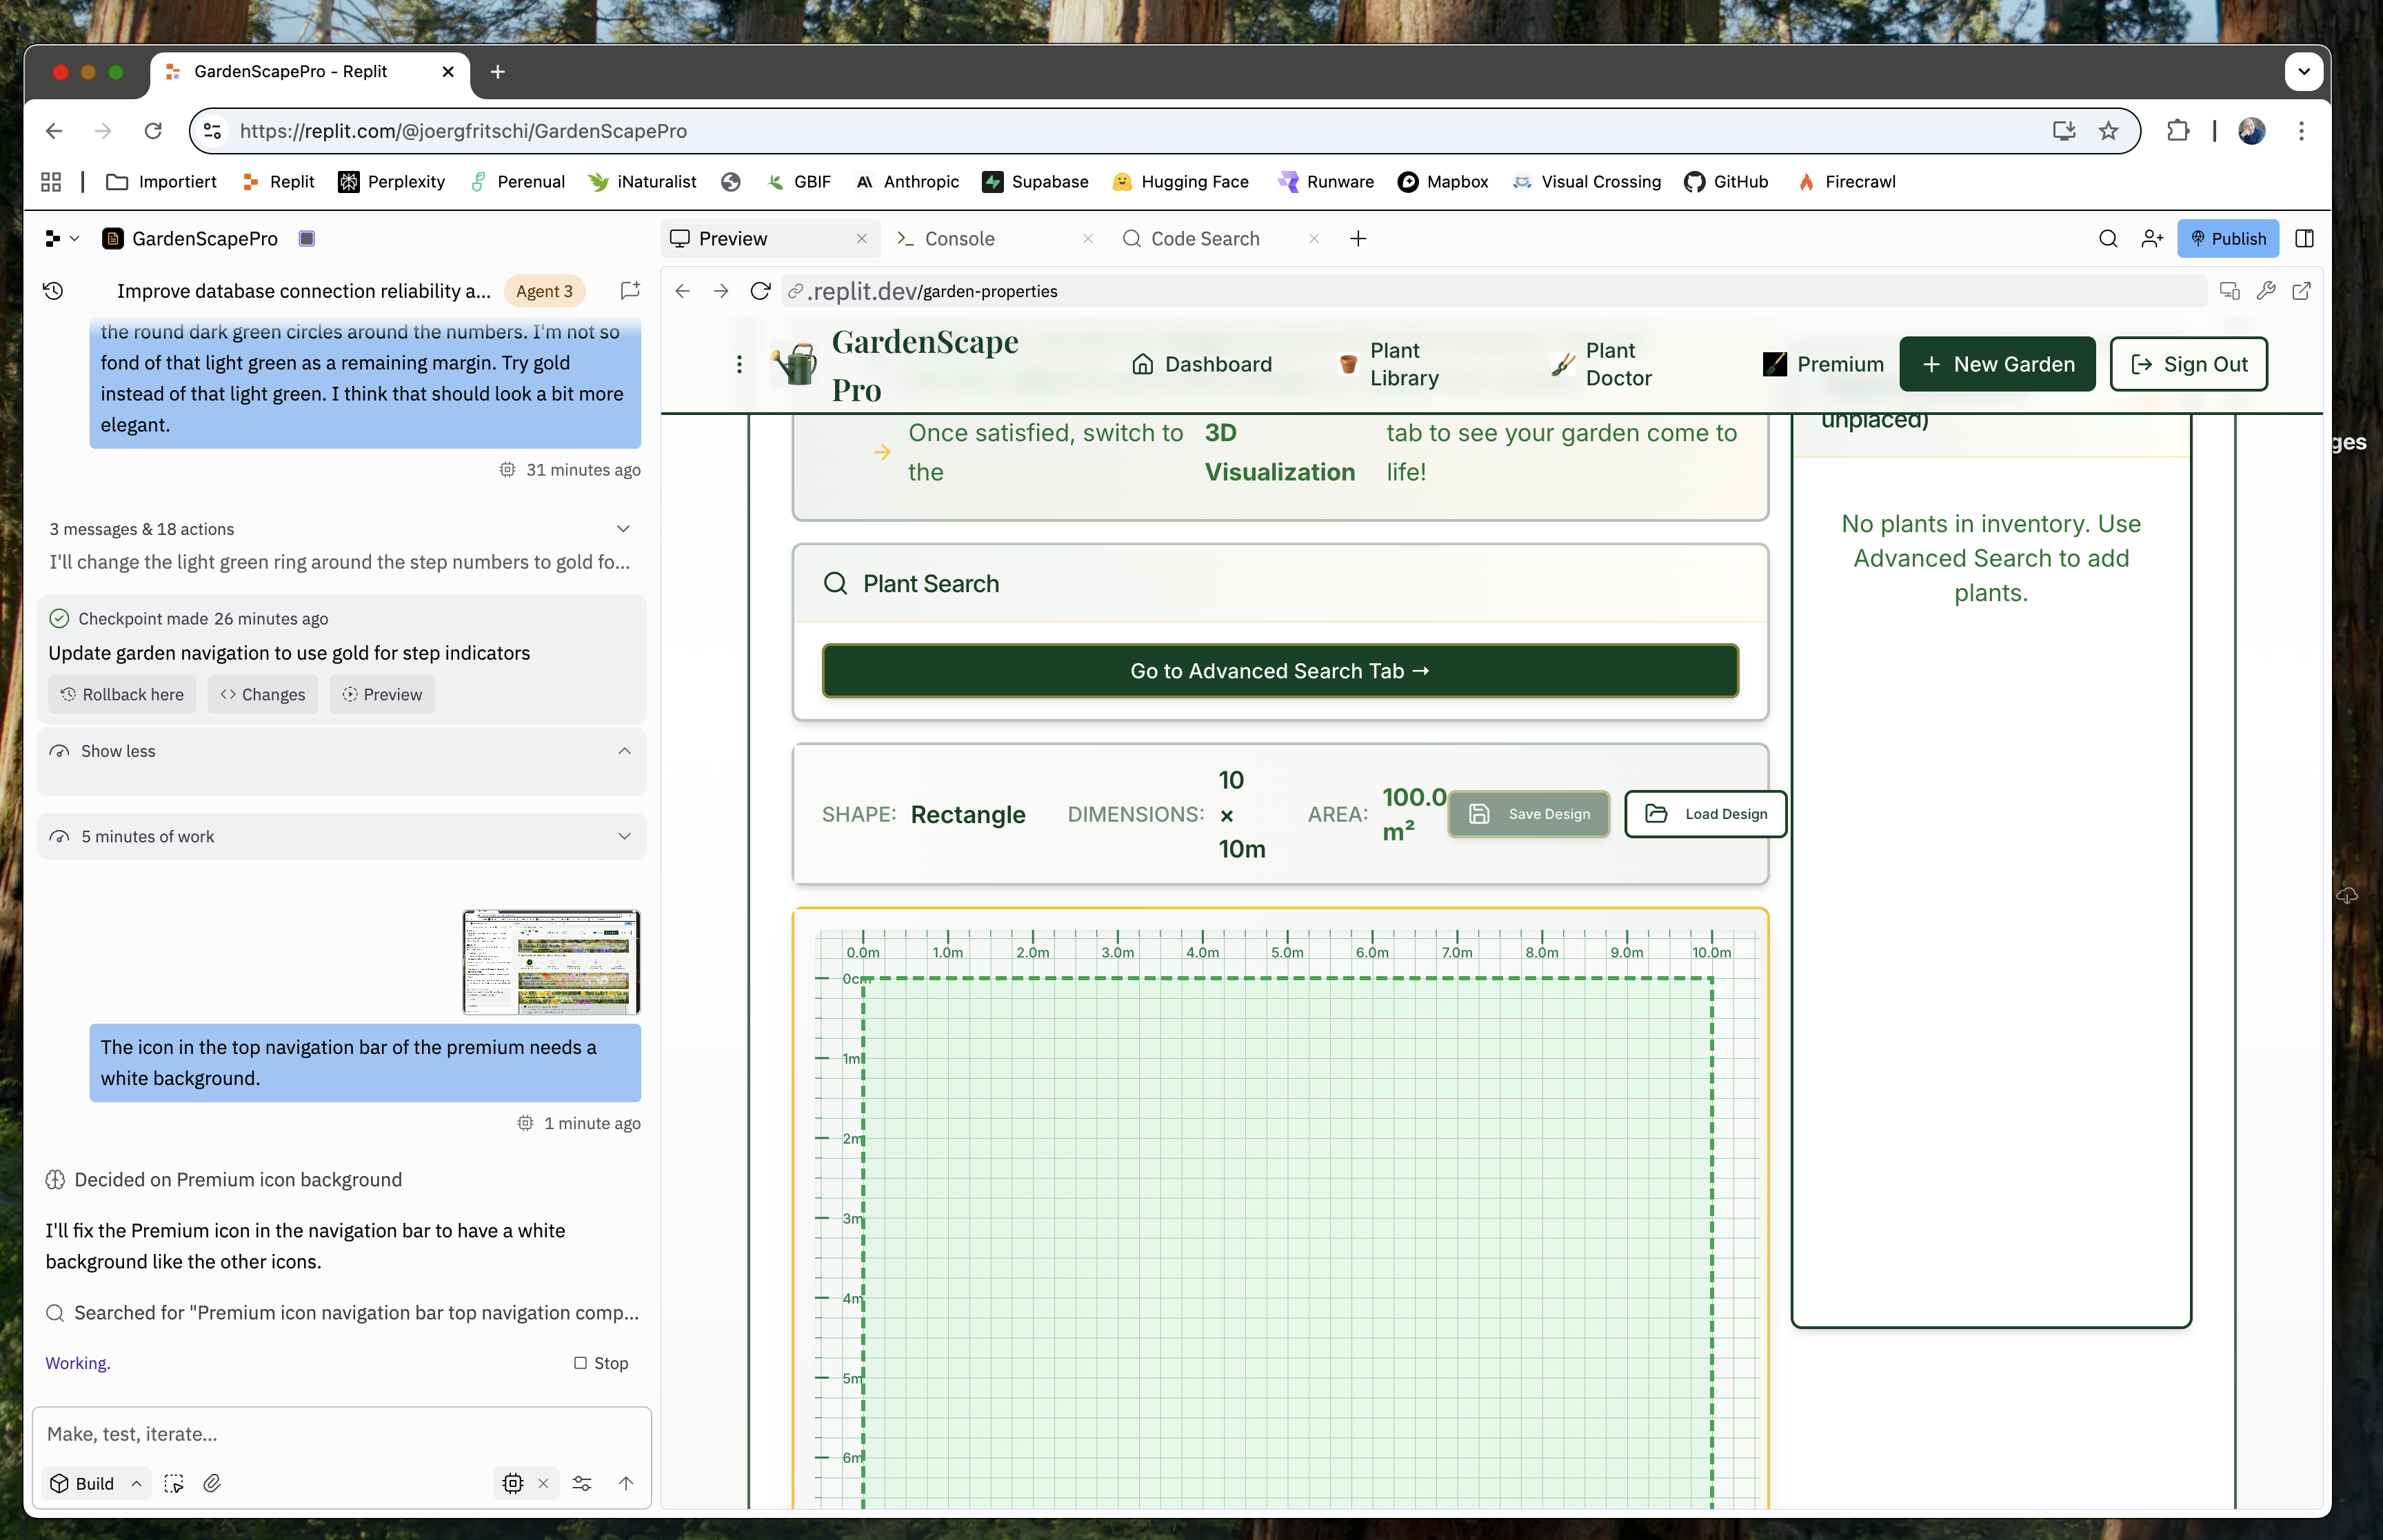 GardenScapePro - Replit
https://replit.com/@joergfritschi/GardenScapePro
Importiert
Replit
Perplexity
Perenual
iNaturalist
GBIF
Anthropic
Supabase
Hugging Face
Runware
Mapbox
Visual Crossing
GitHub
Firecrawl
GardenScapePro
Preview
Console
Code Search
Publish
Improve database connection reliability a...
Agent 3
.replit.dev/garden-properties
the round dark green circles around the numbers. I'm not so
fond of that light green as a remaining margin. Try gold
instead of that light green. I think that should look a bit more
elegant.
31 minutes ago
3 messages & 18 actions
I'll change the light green ring around the step numbers to gold fo...
Checkpoint made 26 minutes ago
Update garden navigation to use gold for step indicators
Rollback here
Changes
Preview
Show less
5 minutes of work
The icon in the top navigation bar of the premium needs a
white background.
1 minute ago
Decided on Premium icon background
I'll fix the Premium icon in the navigation bar to have a white
background like the other icons.
Searched for "Premium icon navigation bar top navigation comp...
Working.
Stop
Make, test, iterate...
Build
GardenScape
Pro
Dashboard
Plant
Library
Plant
Doctor
Premium
+ New Garden
Sign Out
→ Once satisfied, switch to
the
3D
Visualization
tab to see your garden come to
life!
unplaced)
No plants in inventory. Use
Advanced Search to add
plants.
Plant Search
Go to Advanced Search Tab →
SHAPE: Rectangle
DIMENSIONS:
10
×
10m
AREA:
100.0
m²
Save Design
Load Design
0.0m 1.0m 2.0m 3.0m 4.0m 5.0m 6.0m 7.0m 8.0m 9.0m 10.0m
0cm
1m
2m
3m
4m
5m
6m
ges